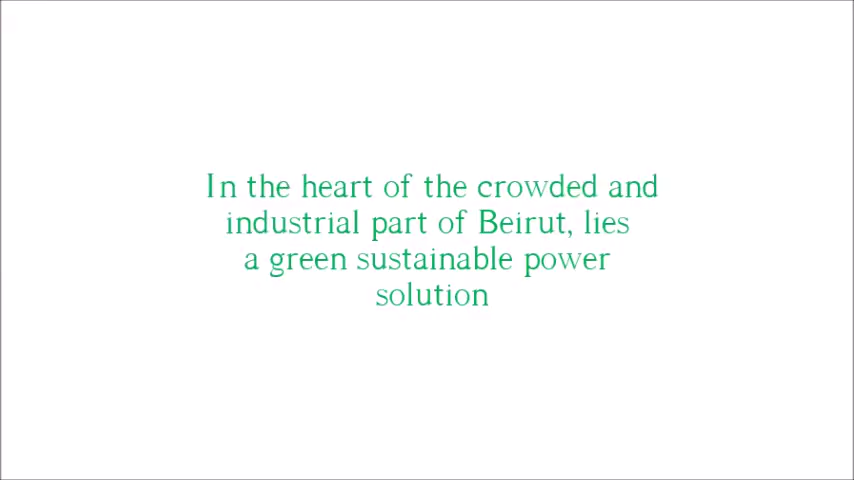 In the heart of the crowded and
industrial part of Beirut, lies
a green sustainable power
solution